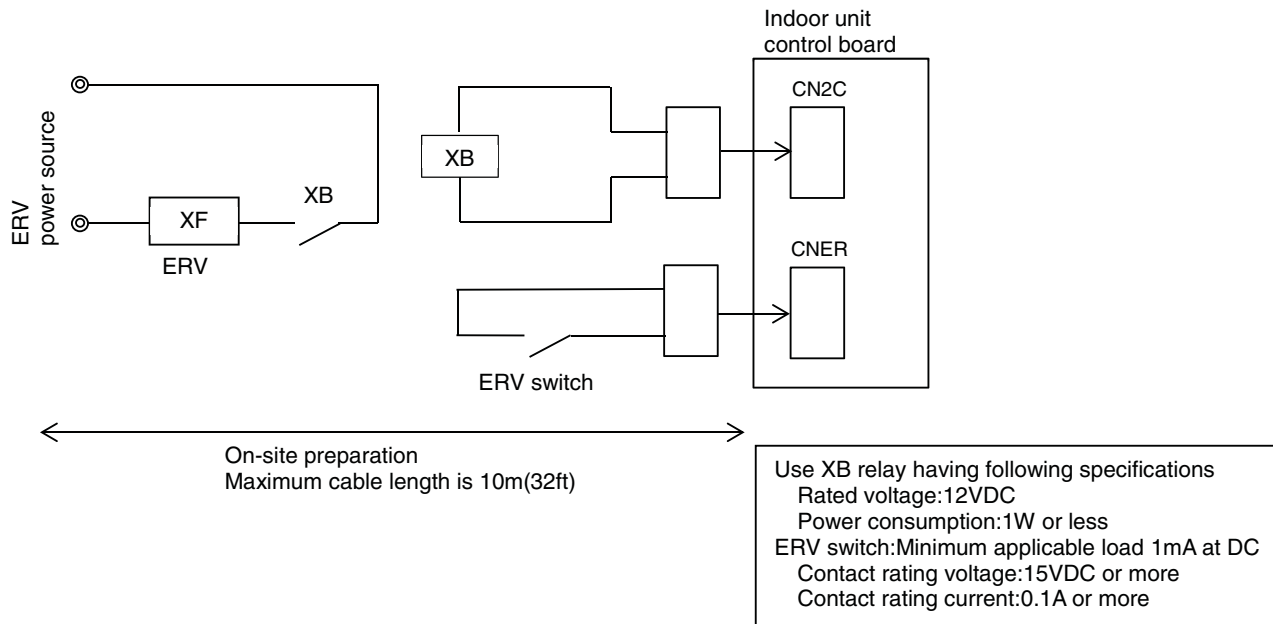 Indoor unit
control board
CN2C
ERV
power source
XB
XB
XF
ERV
CNER
ERV switch
On-site preparation
Maximum cable length is 10m(32ft)
Use XB relay having following specifications
Rated voltage:12VDC
Power consumption:1W or less
ERV switch:Minimum applicable load 1mA at DC
Contact rating voltage:15VDC or more
Contact rating current:0.1A or more